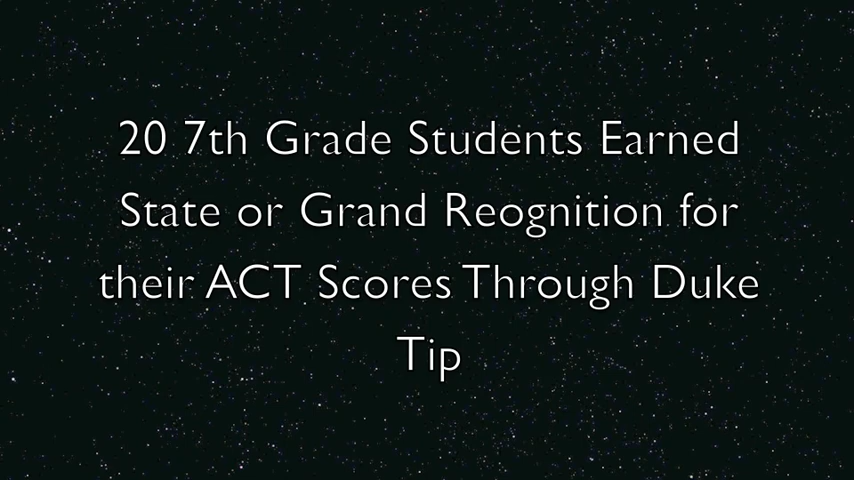 20 7th Grade Students Earned
State or Grand Reognition for
their ACT Scores Through Duke
Tip